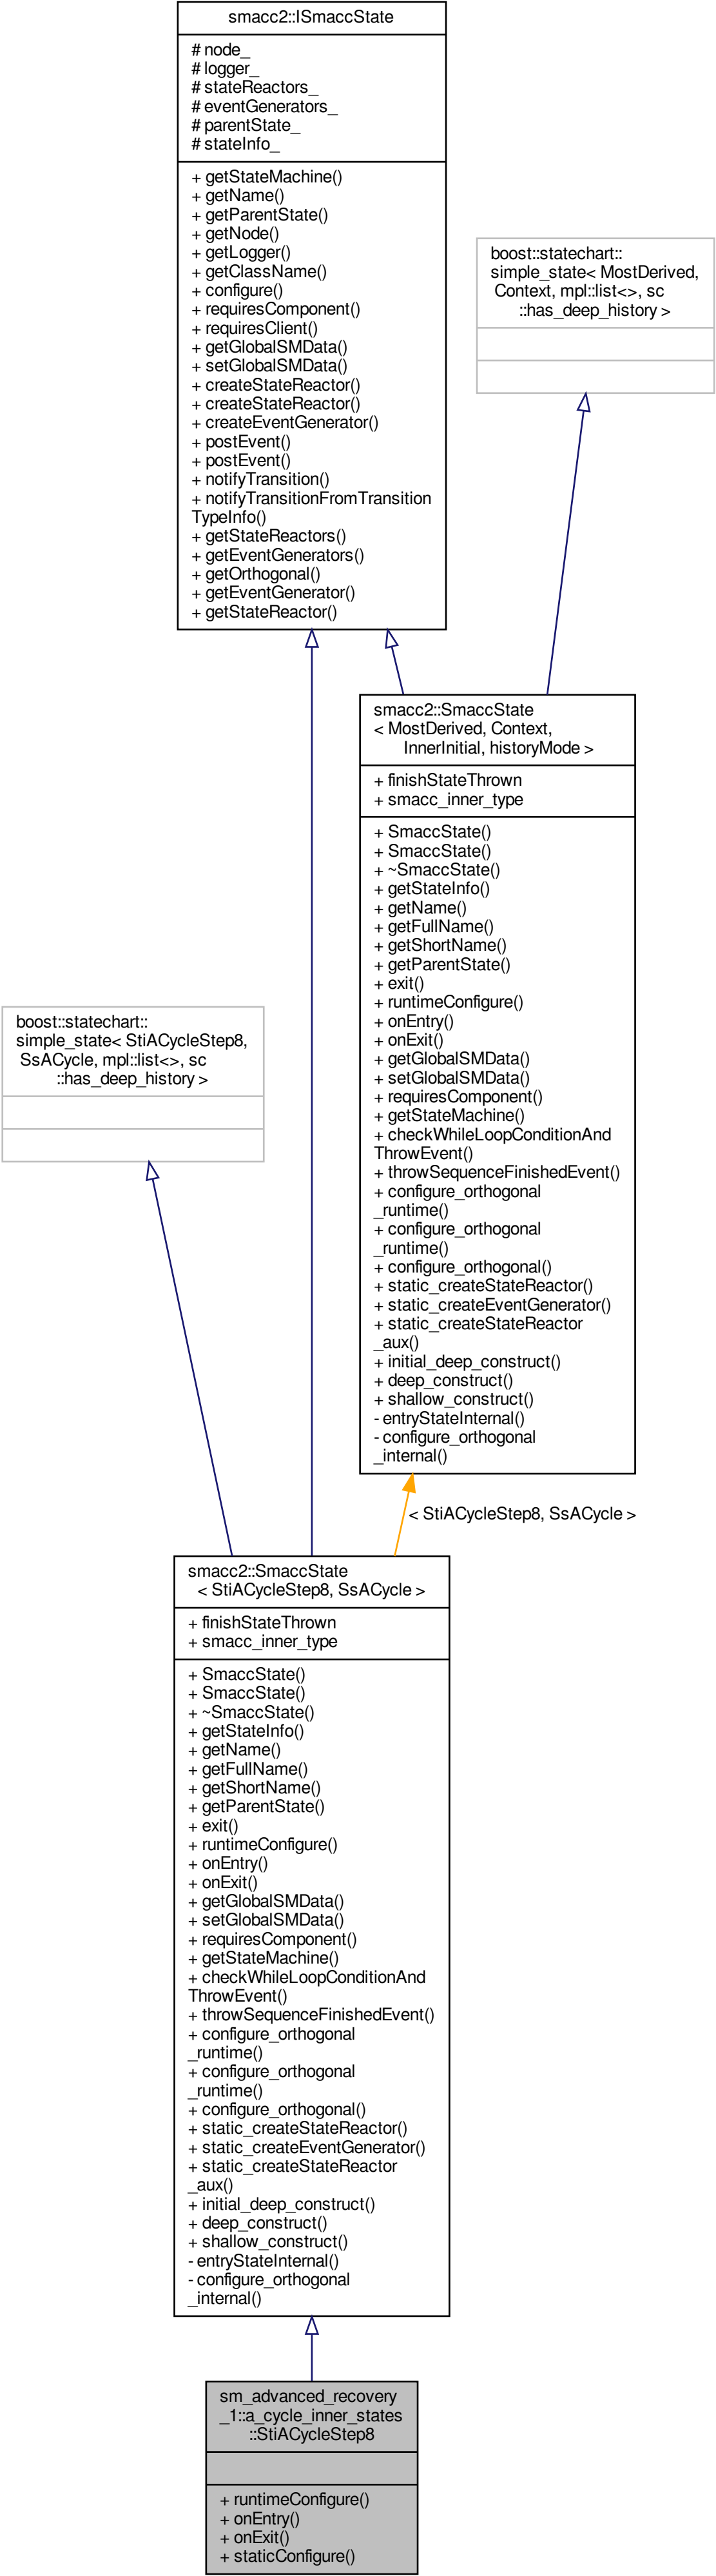 smacc2::ISmaccState
# node_
# logger_
# stateReactors_
# eventGenerators_
# parentState_
# stateInfo_
+ getStateMachine()
+ getName()
+ getParentState()
+ getNode()
+ getLogger()
+ getClassName()
+ configure()
+ requiresComponent()
+ requiresClient()
+ getGlobalSMData()
+ setGlobalSMData()
+ createStateReactor()
+ createStateReactor()
+ createEventGenerator()
+ postEvent()
+ postEvent()
+ notifyTransition()
+ notifyTransitionFromTransition
TypeInfo()
+ getStateReactors()
+ getEventGenerators()
+ getOrthogonal()
+ getEventGenerator()
+ getStateReactor()
boost::statechart::
simple_state< MostDerived,
Context, mpl::list<>, sc
::has_deep_history >
smacc2::SmaccState
< MostDerived, Context,
InnerInitial, historyMode >
+ finishStateThrown
+ smacc_inner_type
+ SmaccState()
+ SmaccState()
+ ~SmaccState()
+ getStateInfo()
+ getName()
+ getFullName()
+ getShortName()
+ getParentState()
+ exit()
+ runtimeConfigure()
+ onEntry()
+ onExit()
+ getGlobalSMData()
+ setGlobalSMData()
+ requiresComponent()
+ getStateMachine()
+ checkWhileLoopConditionAnd
ThrowEvent()
+ throwSequenceFinishedEvent()
+ configure_orthogonal
_runtime()
+ configure_orthogonal
_runtime()
+ configure_orthogonal()
+ static_createStateReactor()
+ static_createEventGenerator()
+ static_createStateReactor
_aux()
+ initial_deep_construct()
+ deep_construct()
+ shallow_construct()
- entryStateInternal()
- configure_orthogonal
_internal()
boost::statechart::
simple_state< StiACycleStep8,
SsACycle, mpl::list<>, sc
::has_deep_history >
< StiACycleStep8, SsACycle >
smacc2::SmaccState
< StiACycleStep8, SsACycle >
+ finishStateThrown
+ smacc_inner_type
+ SmaccState()
+ SmaccState()
+ ~SmaccState()
+ getStateInfo()
+ getName()
+ getFullName()
+ getShortName()
+ getParentState()
+ exit()
+ runtimeConfigure()
+ onEntry()
+ onExit()
+ getGlobalSMData()
+ setGlobalSMData()
+ requiresComponent()
+ getStateMachine()
+ checkWhileLoopConditionAnd
ThrowEvent()
+ throwSequenceFinishedEvent()
+ configure_orthogonal
_runtime()
+ configure_orthogonal
_runtime()
+ configure_orthogonal()
+ static_createStateReactor()
+ static_createEventGenerator()
+ static_createStateReactor
_aux()
+ initial_deep_construct()
+ deep_construct()
+ shallow_construct()
- entryStateInternal()
- configure_orthogonal
_internal()
sm_advanced_recovery
_1::a_cycle_inner_states
::StiACycleStep8
+ runtimeConfigure()
+ onEntry()
+ onExit()
+ staticConfigure()